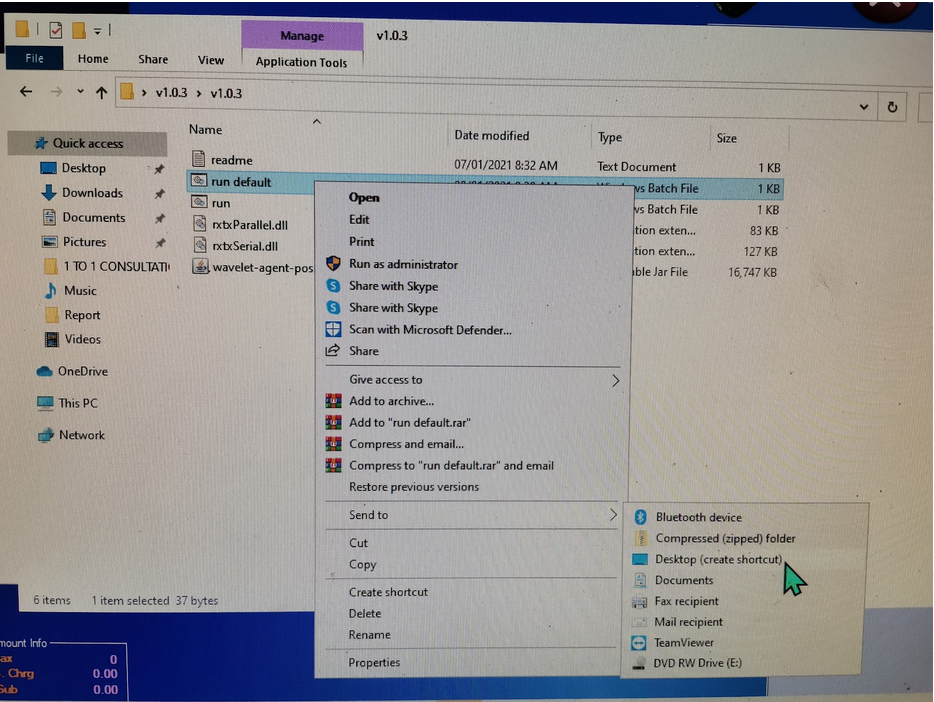 Manage
v1.0.3
File
Home
Share
View
Application Tools
v1.0.3 > v1.0.3
Name
Date modified
Type
Size
Quick access
Desktop
Downloads
Documents
Pictures
1 TO 1 CONSULTATI
Music
Report
Videos
OneDrive
This PC
Network
readme
07/01/2021 8:32 AM
Text Document
1 KB
run default
vs Batch File
1 KB
run
vs Batch File
1 KB
rxtxParallel.dll
tion exten...
83 KB
rxtxSerial.dll
tion exten...
127 KB
wavelet-agent-pos
ble Jar File
16,747 KB
Open
Edit
Print
Run as administrator
Share with Skype
Share with Skype
Scan with Microsoft Defender...
Share
Give access to
Add to archive...
Add to "run default.rar"
Compress and email...
Compress to "run default.rar" and email
Restore previous versions
Send to
Cut
Copy
Create shortcut
Delete
Rename
Properties
Bluetooth device
Compressed (zipped) folder
Desktop (create shortcut)
Documents
Fax recipient
Mail recipient
TeamViewer
DVD RW Drive (E:)
6 items
1 item selected 37 bytes
mount Info
ax 0
. Chrg 0.00
Sub 0.00